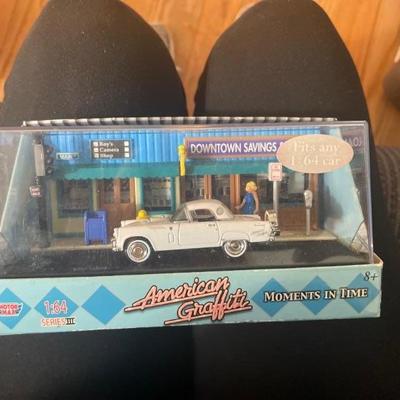 Roy's
Camera
Shop
MAIN
DOWNTOWN SAVINGS
Fits any
1:64 car
MOTOR
MAX
1:64
SERIES III
American
Graffiti
MOMENTS IN TIME
8+